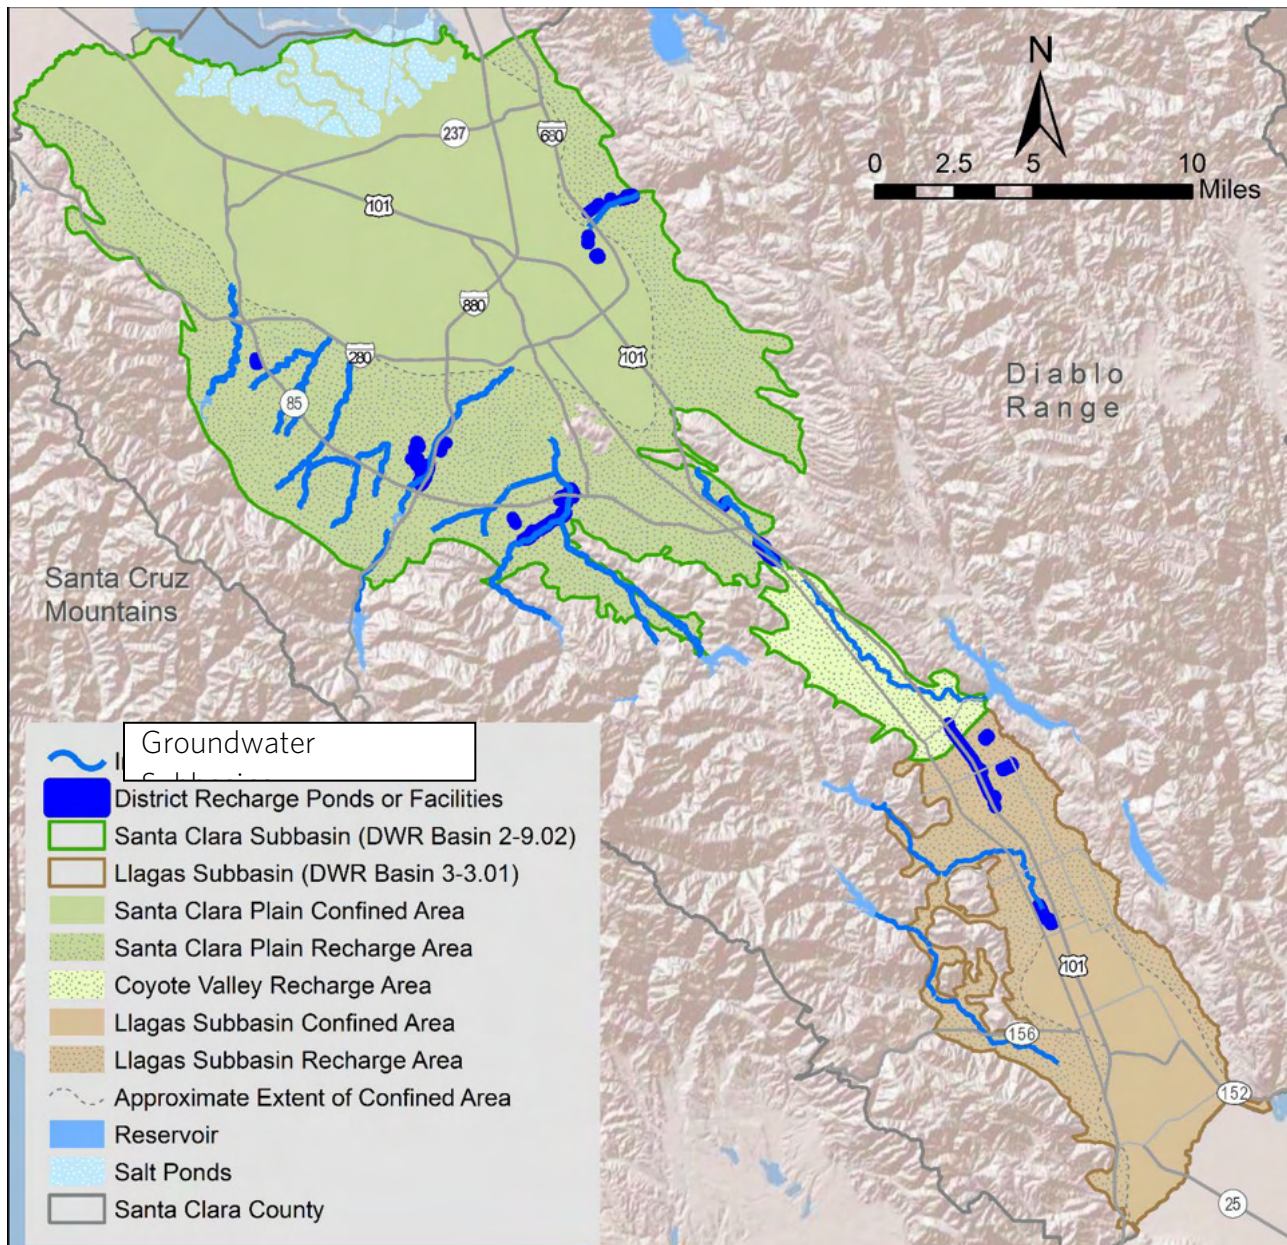 N
0 2.5 5 10
Miles
237
680
101
880
101
280
85
Diablo
Range
Santa Cruz
Mountains
101
156
152
25
Groundwater
District Recharge Ponds or Facilities
Santa Clara Subbasin (DWR Basin 2-9.02)
Llagas Subbasin (DWR Basin 3-3.01)
Santa Clara Plain Confined Area
Santa Clara Plain Recharge Area
Coyote Valley Recharge Area
Llagas Subbasin Confined Area
Llagas Subbasin Recharge Area
Approximate Extent of Confined Area
Reservoir
Salt Ponds
Santa Clara County